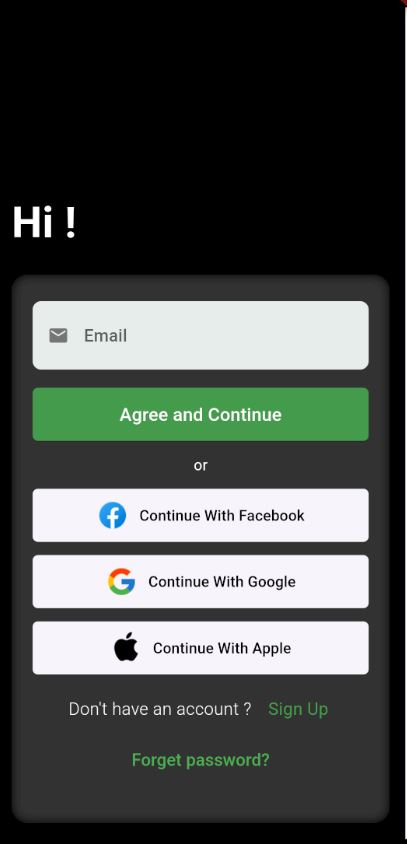 Hi !
Email
Agree and Continue
or
Continue With Facebook
Continue With Google
Continue With Apple
Don't have an account ? Sign Up
Forget password?